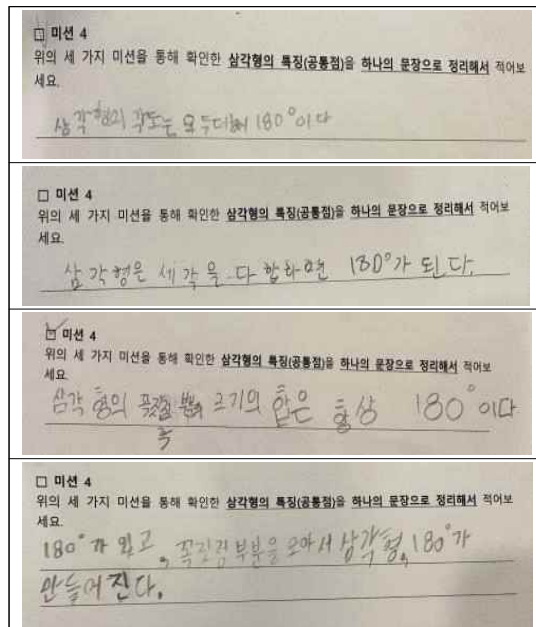 □ 미션
위의 세 가지 미션을 통해 확인한 삼각형의 특징(공통점)을 하나의 문장으로 정리해서 적어보
세요.
삼각형의 각도는 모두더해 180°이다
□ 미션 4
위의 세 가지 미션을 통해 확인한 삼각형의 특징(공통점)을 하나의 문장으로 정리해서 적어보
세요.
삼각형은 세각을 다 합하면 180°가 된다.
□ 미션 4
위의 세 가지 미션을 통해 확인한 삼각형의 특징(공통점)을 하나의 문장으로 정리해서 적어보
세요
삼각형의 크기의 합은 항상 180°이다
□ 미션 4
위의 세 가지 미션을 통해 확인한 삼각형의 특징(공통점)을 하나의 문장으로 정리해서 적어보
세요.
180°가 있고, 꼭짓점 부분을 모아서 삼각형, 180°가
만들어진다.